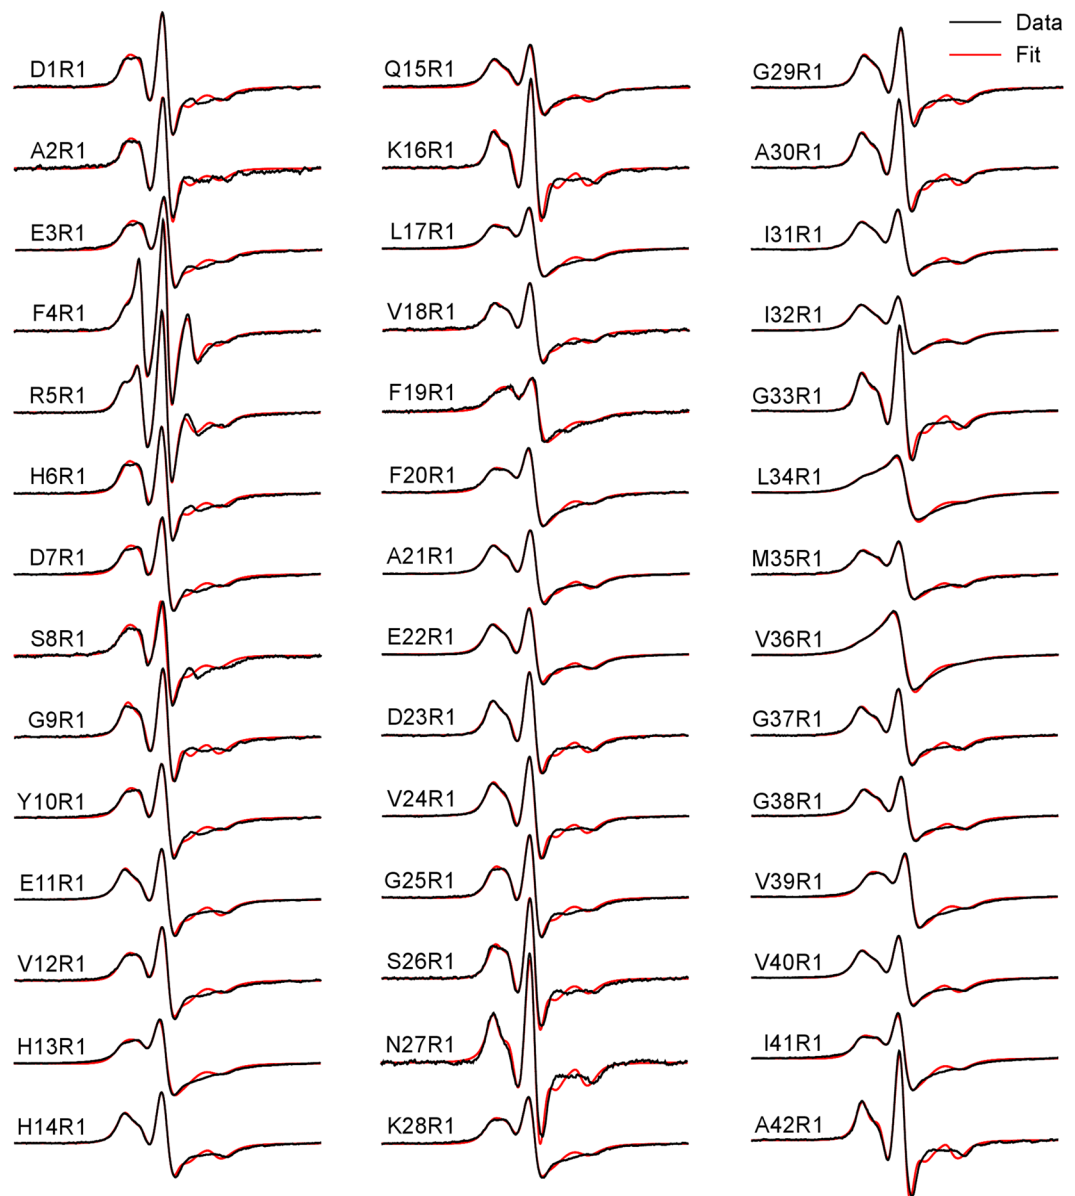 D1R1
A2R1
E3R1
F4R1
R5R1
H6R1
D7R1
S8R1
G9R1
Y10R1
E11R1
V12R1
H13R1
H14R1
Q15R1
K16R1
L17R1
V18R1
F19R1
F20R1
A21R1
E22R1
D23R1
V24R1
G25R1
S26R1
N27R1
K28R1
Data
Fit
G29R1
A30R1
I31R1
I32R1
G33R1
L34R1
M35R1
V36R1
G37R1
G38R1
V39R1
V40R1
I41R1
A42R1